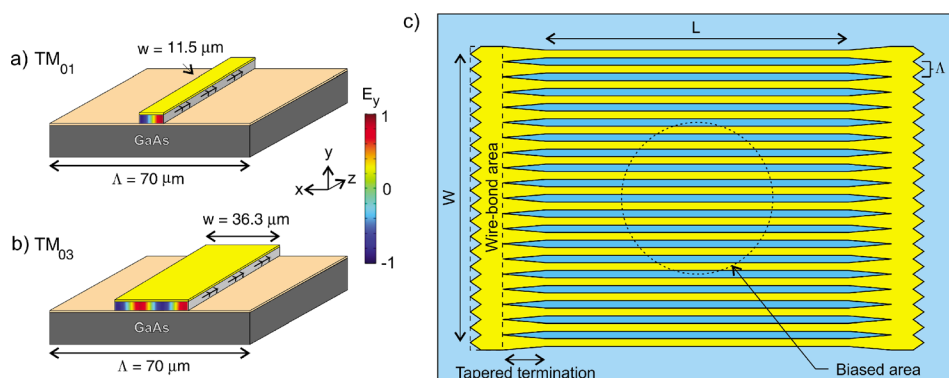 a) TM01
w = 11.5 μm
GaAs
Λ = 70 μm
Ey
1
0
-1
y
x
z
b) TM03
w = 36.3 μm
GaAs
Λ = 70 μm
c)
L
Λ
W
Wire-bond area
Tapered termination
Biased area